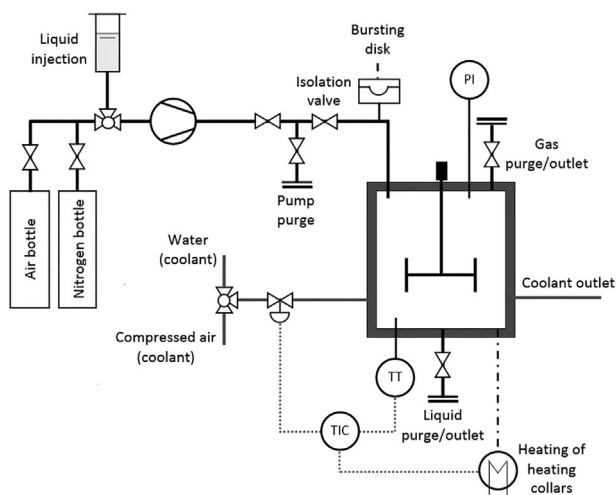 Liquid
injection
Bursting
disk
Isolation
valve
PI
Gas
purge/outlet
Air bottle
Nitrogen bottle
Pump
purge
Water
(coolant)
Coolant outlet
Compressed air
(coolant)
TT
Liquid
purge/outlet
TIC
Heating of
heating
collars